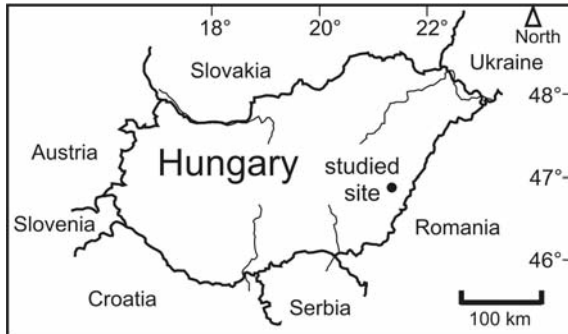 18°
20°
22°
North
Slovakia
Ukraine
48°
Austria
Hungary
studied
site
47°
Slovenia
Romania
46°
Croatia
Serbia
100 km